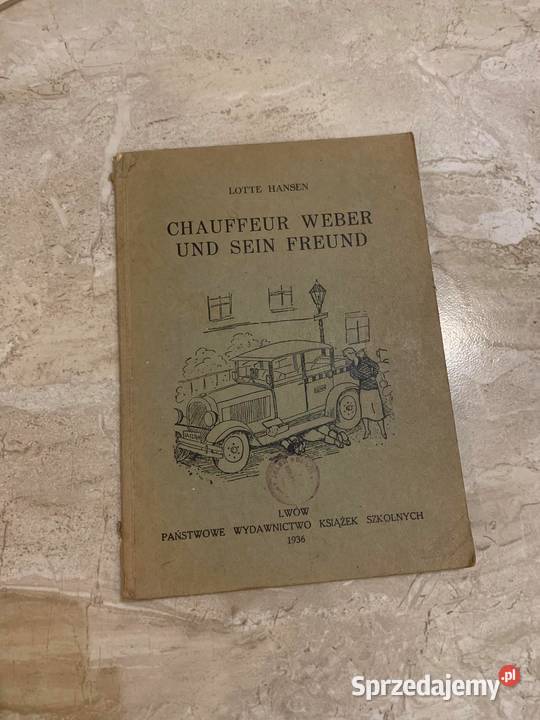 LOTTE HANSEN
CHAUFFEUR WEBER
UND SEIN FREUND
LWÓW
PAŃSTWOWE WYDAWNICTWO KSIĄŻEK SZKOLNYCH
1936
Sprzedajemy.pl